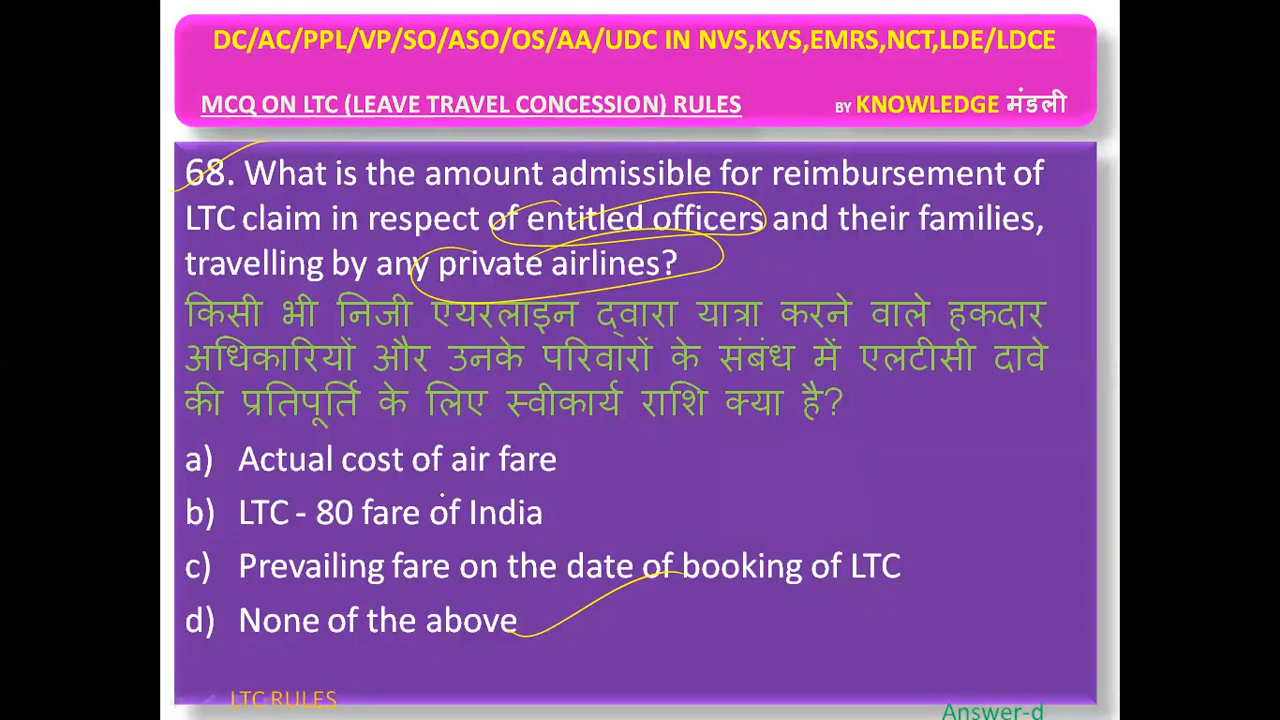 DC/AC/PPL/VP/SO/ASO/OS/AA/UDC IN NVS,KVS,EMRS,NCT,LDE/LDCE
MCQ ON LTC (LEAVE TRAVEL CONCESSION) RULES BY KNOWLEDGE मंडली
68. What is the amount admissible for reimbursement of
LTC claim in respect of entitled officers and their families,
travelling by any private airlines?
किसी भी निजी एयरलाइन द्वारा यात्रा करने वाले हकदार
अधिकारियों और उनके परिवारों के संबंध में एलटीसी दावे
की प्रतिपूर्ति के लिए स्वीकार्य राशि क्या है?
a) Actual cost of air fare
b) LTC - 80 fare of India
c) Prevailing fare on the date of booking of LTC
d) None of the above
LTC RULES
Answer-d